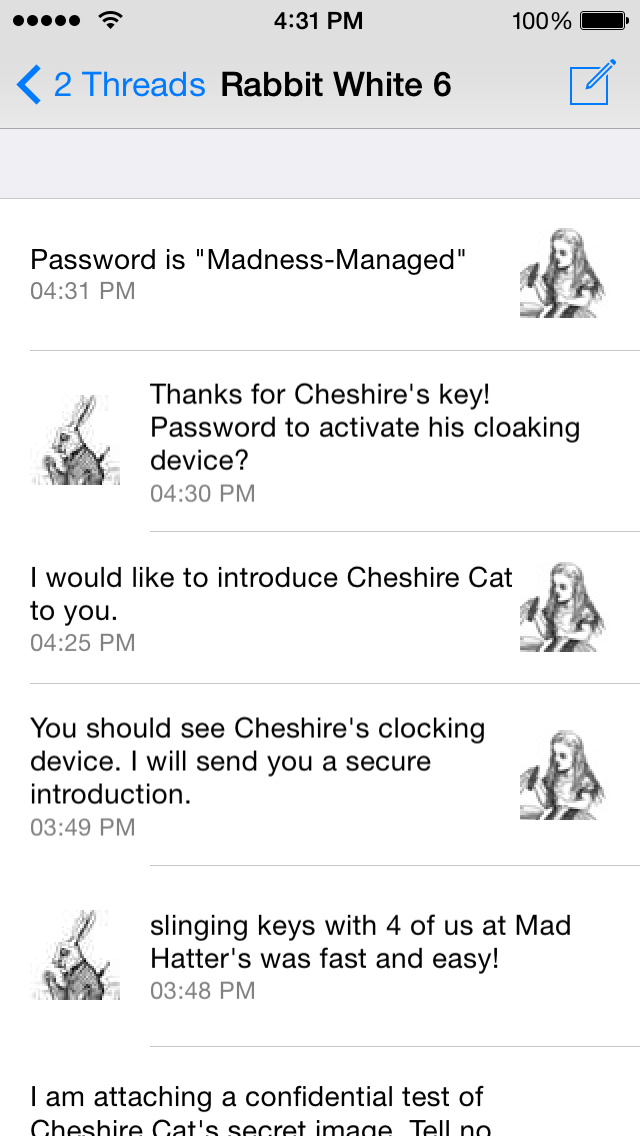 4:31 PM
100%
2 Threads
Rabbit White 6
Password is "Madness-Managed"
04:31 PM
Thanks for Cheshire's key!
Password to activate his cloaking
device?
04:30 PM
I would like to introduce Cheshire Cat
to you.
04:25 PM
You should see Cheshire's clocking
device. I will send you a secure
introduction.
03:49 PM
slinging keys with 4 of us at Mad
Hatter's was fast and easy!
03:48 PM
I am attaching a confidential test of
Cheshire Cat's secret image. Tell no